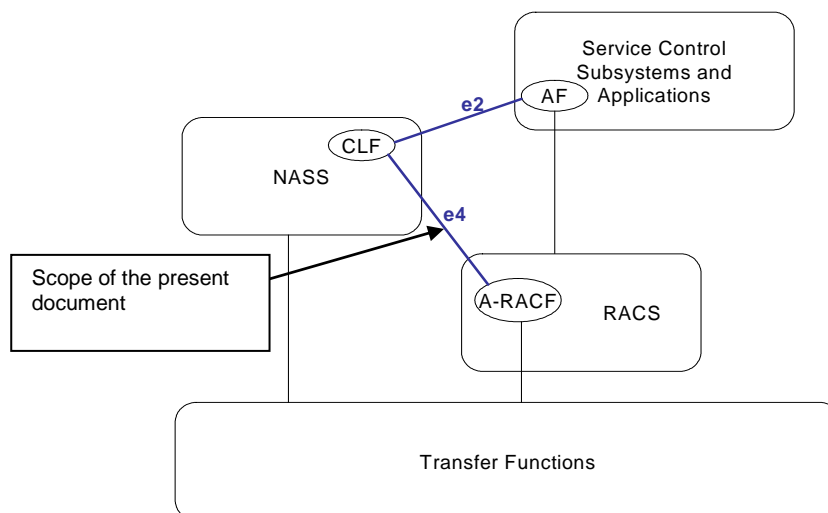 Service Control
Subsystems and
Applications
AF
e2
CLF
NASS
e4
Scope of the present
document
A-RACF
RACS
Transfer Functions